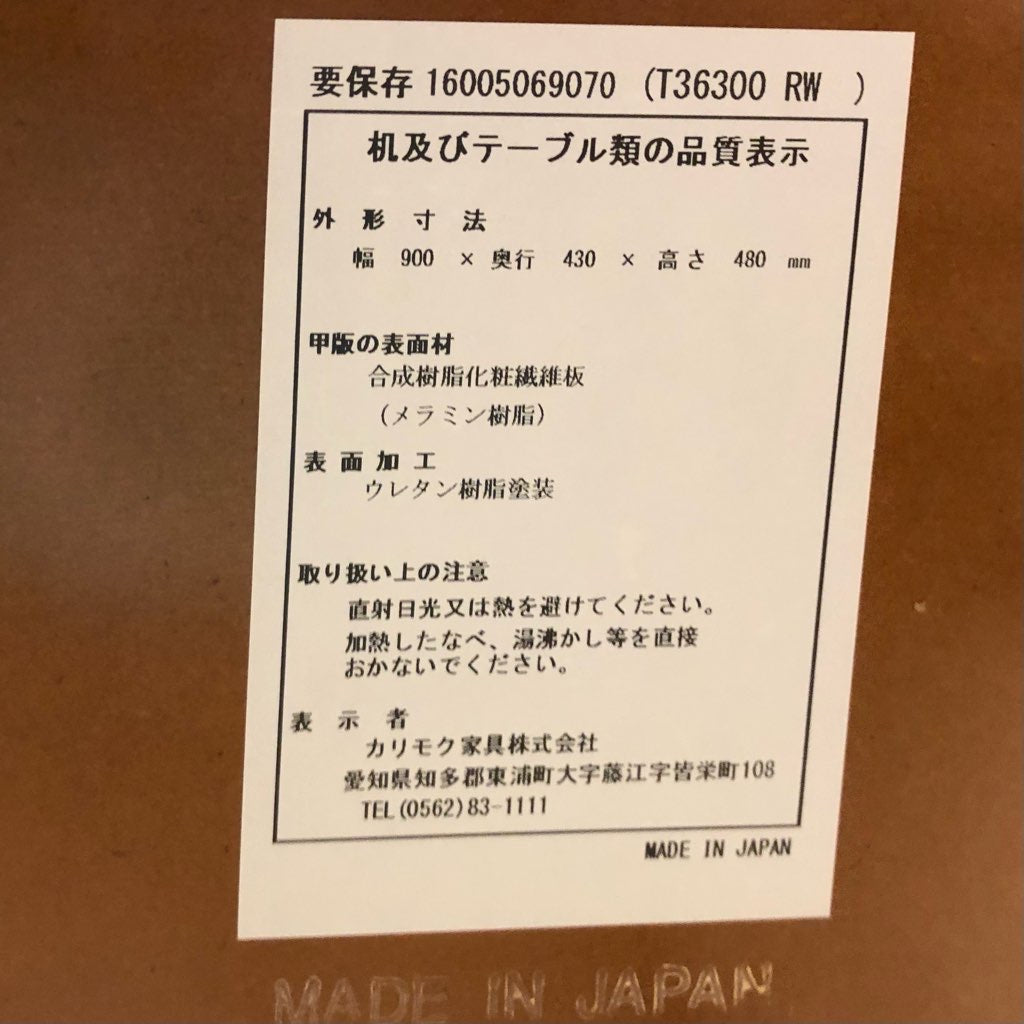 要保存 16005069070 (T36300 RW )
机及びテーブル類の品質表示
外形寸法
幅 900 × 奥行 430 × 高さ 480 mm
甲版の表面材
合成樹脂化粧繊維板
(メラミン樹脂)
表面加工
ウレタン樹脂塗装
取り扱い上の注意
直射日光又は熱を避けてください。
加熱したなべ、湯沸かし等を直接
おかないでください。
表示者
カリモク家具株式会社
愛知県知多郡東浦町大字藤江字皆栄町108
TEL(0562)83-1111
MADE IN JAPAN
MADE IN JAPAN